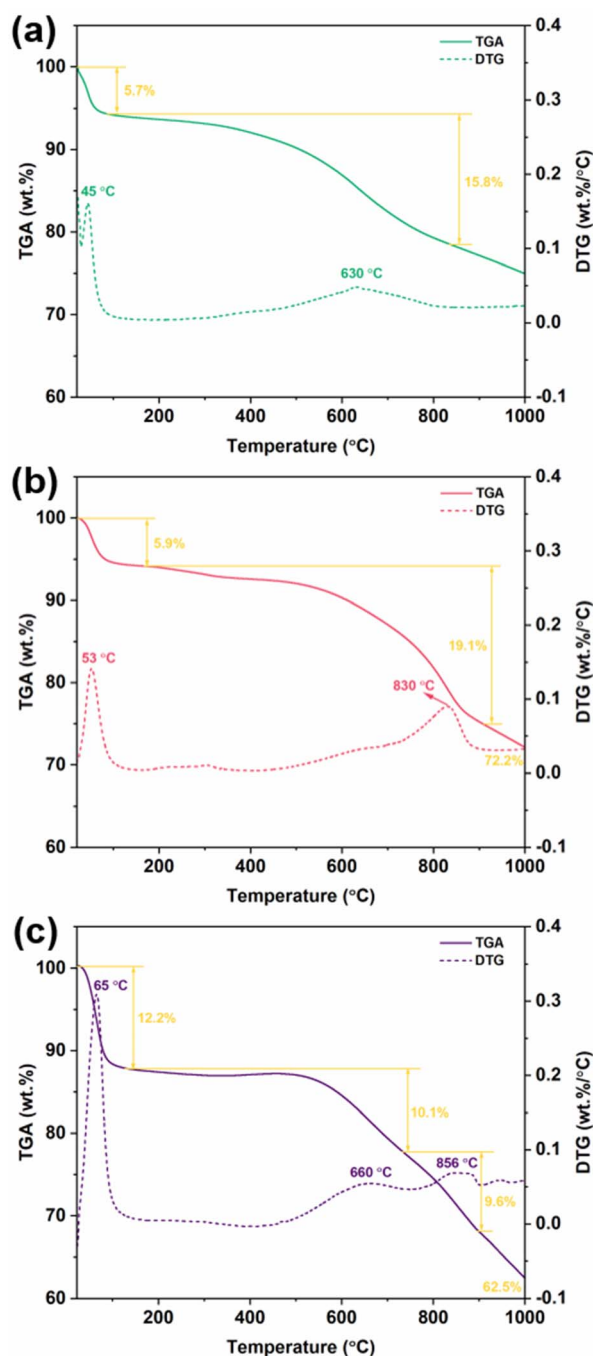 (a)
TGA
DTG
100
90
80
70
60
TGA (wt.%)
0.4
0.3
0.2
0.1
0.0
-0.1
DTG (wt.%/°C)
5.7%
15.8%
45 °C
630 °C
200
400
600
800
1000
Temperature (°C)
(b)
TGA
DTG
100
90
80
70
60
TGA (wt.%)
0.4
0.3
0.2
0.1
0.0
-0.1
DTG (wt.%/°C)
5.9%
19.1%
53 °C
830 °C
72.2%
200
400
600
800
1000
Temperature (°C)
(c)
TGA
DTG
100
90
80
70
60
TGA (wt.%)
0.4
0.3
0.2
0.1
0.0
-0.1
DTG (wt.%/°C)
65 °C
12.2%
10.1%
660 °C
856 °C
9.6%
62.5%
200
400
600
800
1000
Temperature (°C)